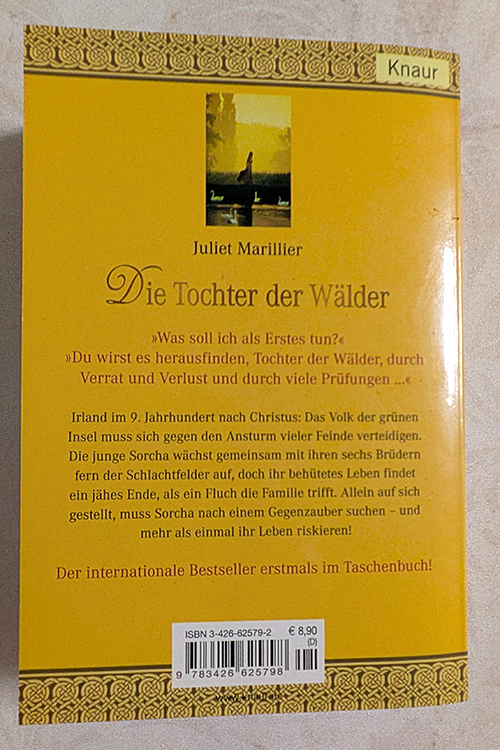 Knaur
Juliet Marillier
Die Tochter der Wälder
»Was soll ich als Erstes tun?«
»Du wirst es herausfinden, Tochter der Wälder, durch
Verrat und Verlust und durch viele Prüfungen ...«
Irland im 9. Jahrhundert nach Christus: Das Volk der grünen
Insel muss sich gegen den Ansturm vieler Feinde verteidigen.
Die junge Sorcha wächst gemeinsam mit ihren sechs Brüdern
fern der Schlachtfelder auf, doch ihr behütetes Leben findet
ein jähes Ende, als ein Fluch die Familie trifft. Allein auf sich
gestellt, muss Sorcha nach einem Gegenzauber suchen – und
mehr als einmal ihr Leben riskieren!
Der internationale Bestseller erstmals im Taschenbuch!
ISBN 3-426-62579-2 € 8,90
(D)
9 783426 625798
www.knaur.de